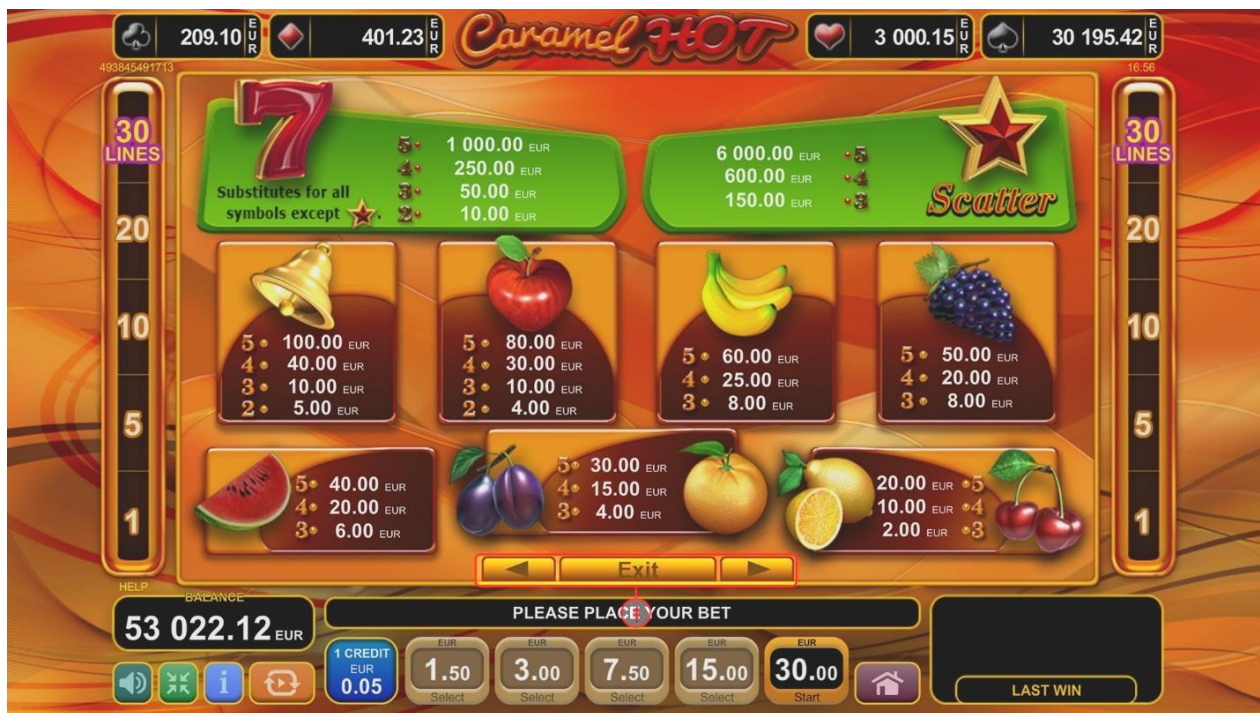 209.10 EUR
401.23 EUR
Caramel HOT
3 000.15 EUR
30 195.42 EUR
493845491713
16:56
30
LINES
20
10
5
1
7
Substitutes for all
symbols except .
5 1 000.00 EUR
4 250.00 EUR
3 50.00 EUR
2 10.00 EUR
6 000.00 EUR 5
600.00 EUR 4
150.00 EUR 3
Scatter
5 100.00 EUR
4 40.00 EUR
3 10.00 EUR
2 5.00 EUR
5 80.00 EUR
4 30.00 EUR
3 10.00 EUR
2 4.00 EUR
5 60.00 EUR
4 25.00 EUR
3 8.00 EUR
5 50.00 EUR
4 20.00 EUR
3 8.00 EUR
5 40.00 EUR
4 20.00 EUR
3 6.00 EUR
5 30.00 EUR
4 15.00 EUR
3 4.00 EUR
20.00 EUR 5
10.00 EUR 4
2.00 EUR 3
30
LINES
20
10
5
1
Exit
HELP
BALANCE
53 022.12 EUR
PLEASE PLACE YOUR BET
i
1 CREDIT
EUR
0.05
EUR
1.50
Select
EUR
3.00
Select
EUR
7.50
Select
EUR
15.00
Select
EUR
30.00
Start
LAST WIN